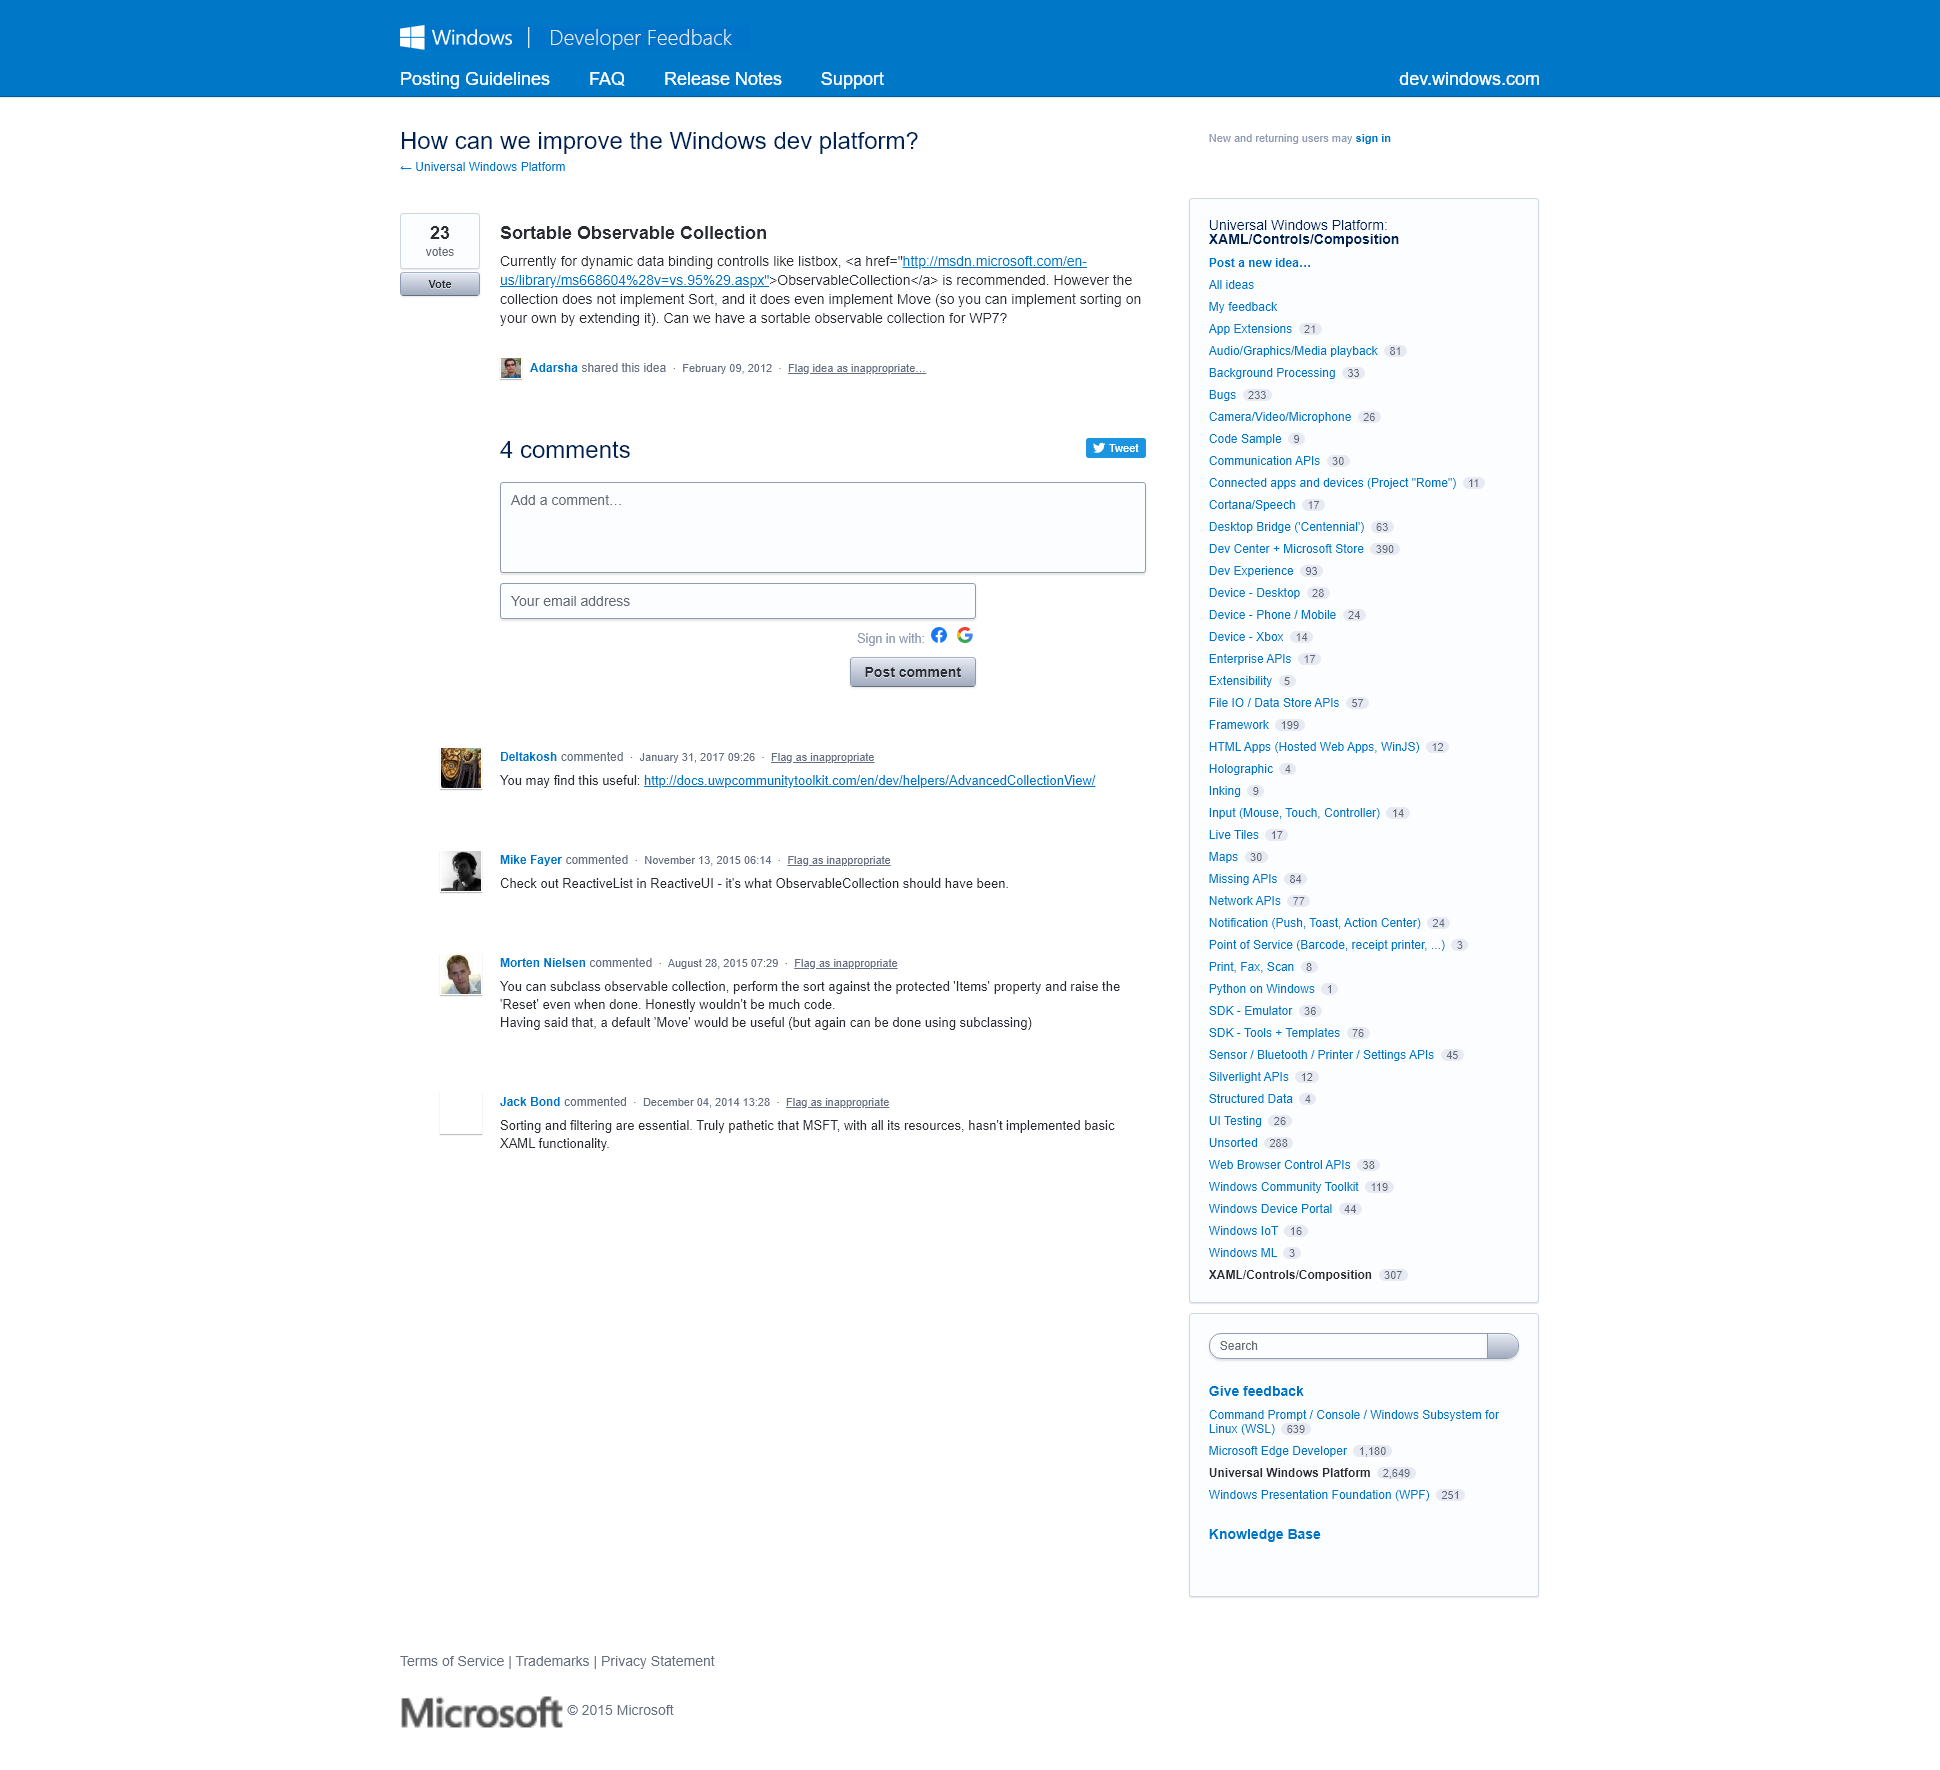 Windows | Developer Feedback
Posting Guidelines FAQ Release Notes Support dev.windows.com
How can we improve the Windows dev platform?
← Universal Windows Platform
New and returning users may sign in
23
votes
Vote
Sortable Observable Collection
Currently for dynamic data binding controlls like listbox, <a href="http://msdn.microsoft.com/en-
us/library/ms668604%28v=vs.95%29.aspx">ObservableCollection</a> is recommended. However the
collection does not implement Sort, and it does even implement Move (so you can implement sorting on
your own by extending it). Can we have a sortable observable collection for WP7?
Adarsha shared this idea · February 09, 2012 · Flag idea as inappropriate…
4 comments
Tweet
Add a comment…
Your email address
Sign in with:
Post comment
Deltakosh commented · January 31, 2017 09:26 · Flag as inappropriate
You may find this useful: http://docs.uwpcommunitytoolkit.com/en/dev/helpers/AdvancedCollectionView/
Mike Fayer commented · November 13, 2015 06:14 · Flag as inappropriate
Check out ReactiveList in ReactiveUI - it's what ObservableCollection should have been.
Morten Nielsen commented · August 28, 2015 07:29 · Flag as inappropriate
You can subclass observable collection, perform the sort against the protected 'Items' property and raise the
'Reset' even when done. Honestly wouldn't be much code.
Having said that, a default 'Move' would be useful (but again can be done using subclassing)
Jack Bond commented · December 04, 2014 13:28 · Flag as inappropriate
Sorting and filtering are essential. Truly pathetic that MSFT, with all its resources, hasn't implemented basic
XAML functionality.
Universal Windows Platform:
XAML/Controls/Composition
Post a new idea…
All ideas
My feedback
App Extensions 21
Audio/Graphics/Media playback 81
Background Processing 33
Bugs 233
Camera/Video/Microphone 26
Code Sample 9
Communication APIs 30
Connected apps and devices (Project "Rome") 11
Cortana/Speech 17
Desktop Bridge ('Centennial') 63
Dev Center + Microsoft Store 390
Dev Experience 93
Device - Desktop 28
Device - Phone / Mobile 24
Device - Xbox 14
Enterprise APIs 17
Extensibility 5
File IO / Data Store APIs 57
Framework 199
HTML Apps (Hosted Web Apps, WinJS) 12
Holographic 4
Inking 9
Input (Mouse, Touch, Controller) 14
Live Tiles 17
Maps 30
Missing APIs 84
Network APIs 77
Notification (Push, Toast, Action Center) 24
Point of Service (Barcode, receipt printer, ...) 3
Print, Fax, Scan 8
Python on Windows 1
SDK - Emulator 36
SDK - Tools + Templates 76
Sensor / Bluetooth / Printer / Settings APIs 45
Silverlight APIs 12
Structured Data 4
UI Testing 26
Unsorted 288
Web Browser Control APIs 38
Windows Community Toolkit 119
Windows Device Portal 44
Windows IoT 16
Windows ML 3
XAML/Controls/Composition 307
Search
Give feedback
Command Prompt / Console / Windows Subsystem for
Linux (WSL) 639
Microsoft Edge Developer 1,180
Universal Windows Platform 2,649
Windows Presentation Foundation (WPF) 251
Knowledge Base
Terms of Service | Trademarks | Privacy Statement
Microsoft © 2015 Microsoft